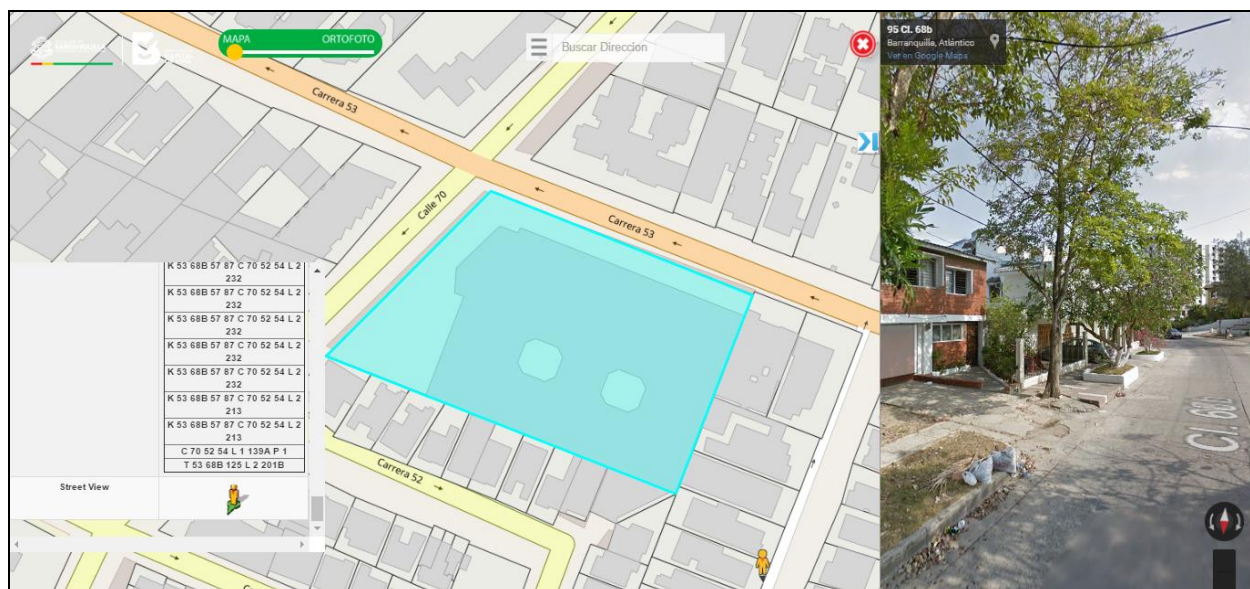 MAPA
ORTOFOTO
Buscar Direccion
95 Cl. 68b
Barranquilla, Atlántico
Ver en Google Maps
Carrera 53
Carrera 53
Calle 70
Carrera 52
K 53 68B 57 87 C 70 52 54 L 2
232
K 53 68B 57 87 C 70 52 54 L 2
232
K 53 68B 57 87 C 70 52 54 L 2
232
K 53 68B 57 87 C 70 52 54 L 2
232
K 53 68B 57 87 C 70 52 54 L 2
232
K 53 68B 57 87 C 70 52 54 L 2
213
K 53 68B 57 87 C 70 52 54 L 2
213
C 70 52 54 L 1 139A P 1
T 53 68B 125 L 2 201B
Street View
Cl. 68b